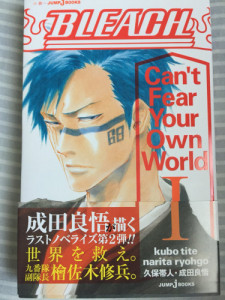 JUMP J BOOKS
BLEACH
Can't
Fear
Your
Own
World
I
kubo tite
narita ryohgo
久保帯人・成田良悟
JUMP J BOOKS
成田良悟が描く
ラストノベライズ第2弾!!
世界を救え。
九番隊
副隊長
檜佐木修兵。